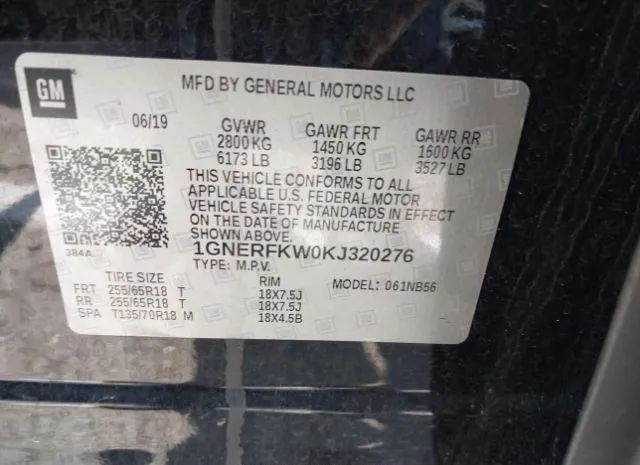 GM
MFD BY GENERAL MOTORS LLC
06/19 GVWR GAWR FRT GAWR RR
2800 KG 1450 KG 1600 KG
6173 LB 3196 LB 3527 LB
THIS VEHICLE CONFORMS TO ALL
APPLICABLE U.S. FEDERAL MOTOR
VEHICLE SAFETY STANDARDS IN EFFECT
ON THE DATE OF MANUFACTURE
SHOWN ABOVE.
384A
1GNERFKW0KJ320276
TYPE: M.P.V. MODEL: 061NB56
TIRE SIZE RIM
FRT 255/65R18 T 18X7.5J
RR 255/65R18 T 18X7.5J
SPA T135/70R18 M 18X4.5B